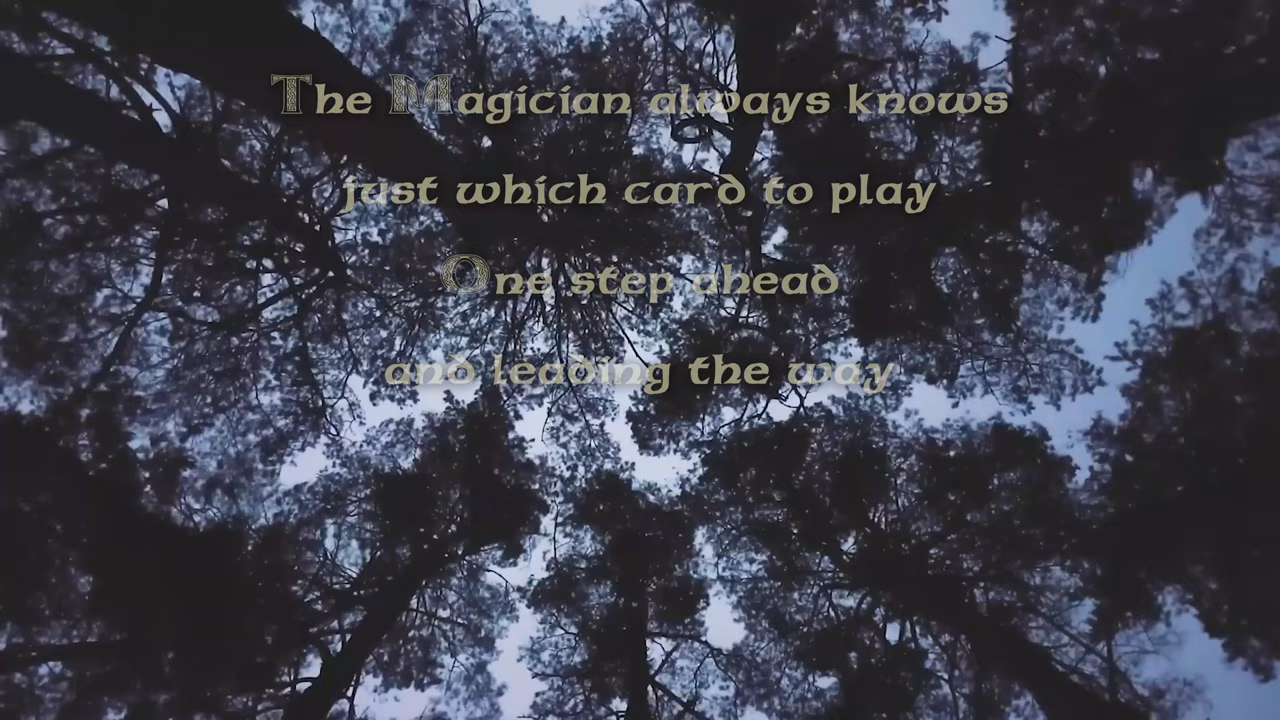 The Magician always knows
just which card to play
One step ahead
and leading the way